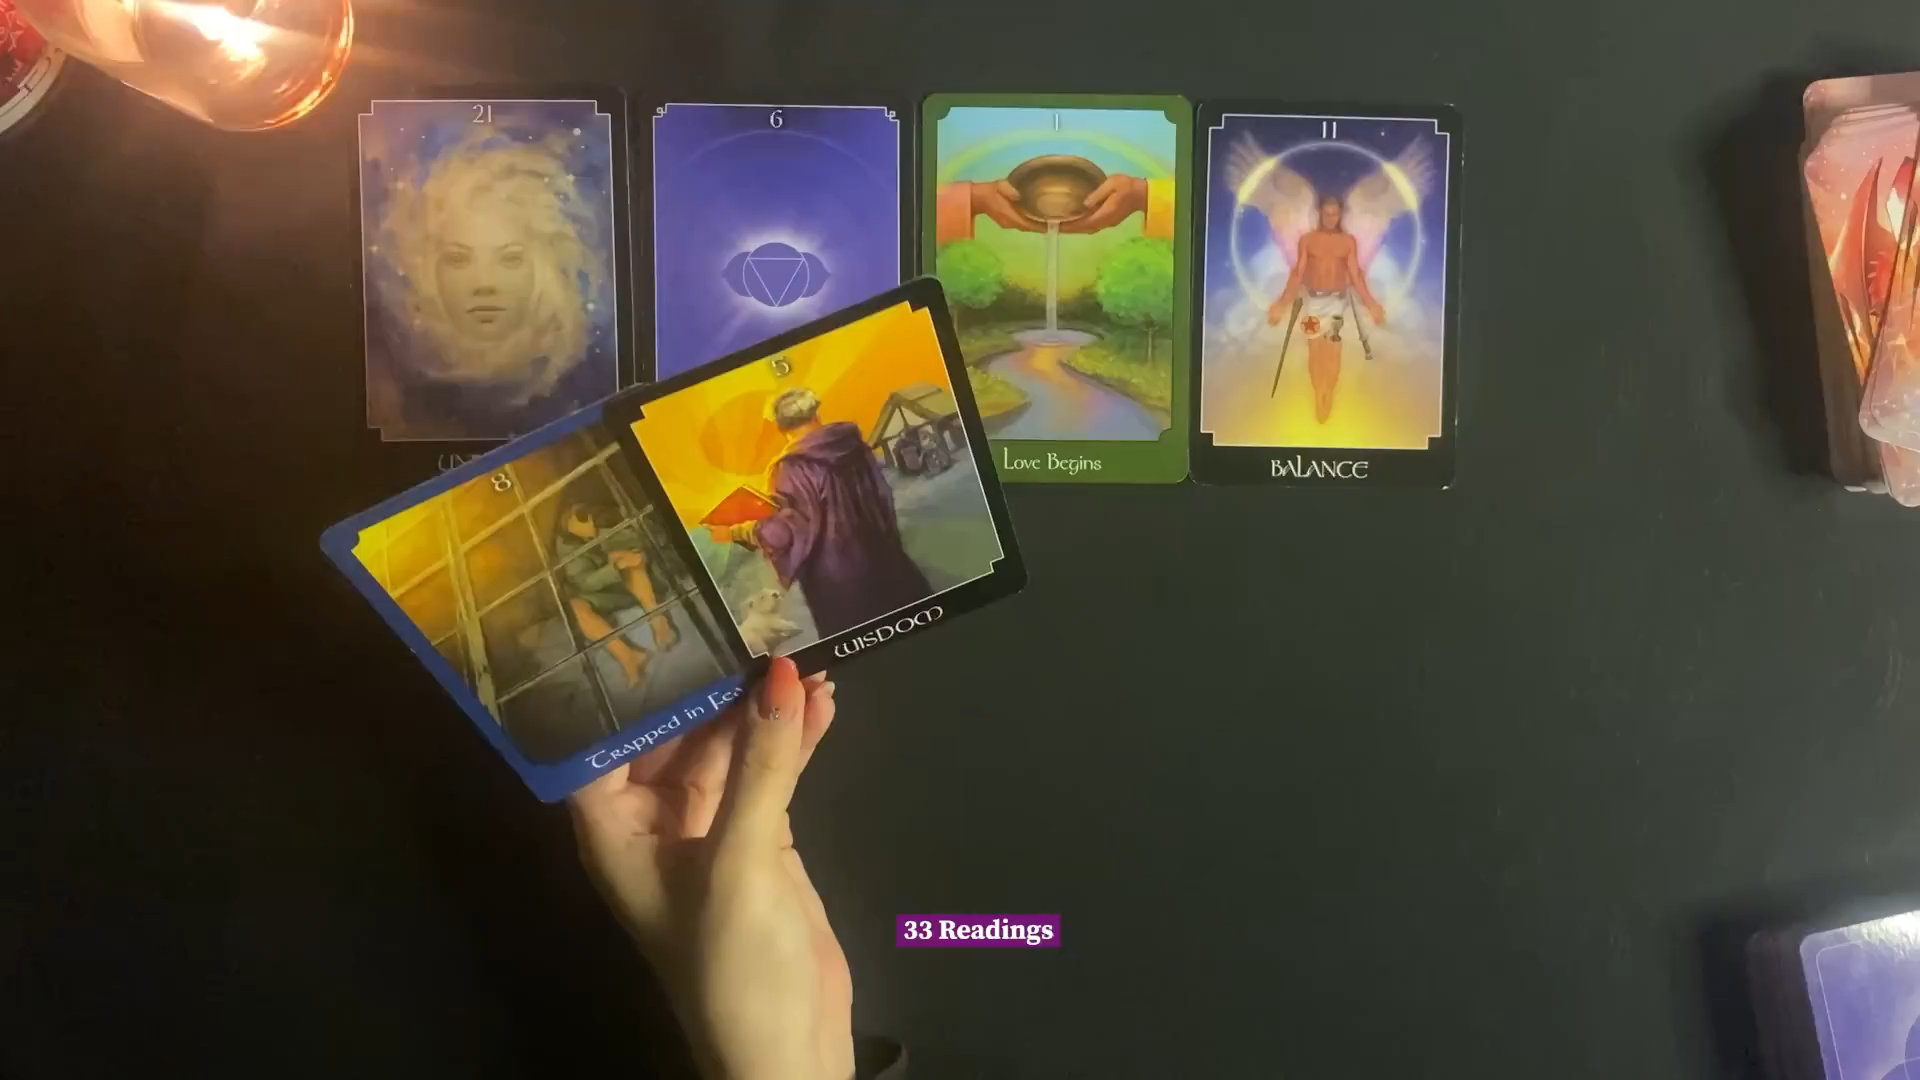 21
6
1
11
Love Begins
BALANCE
8
5
Trapped in
WISDOM
33 Readings